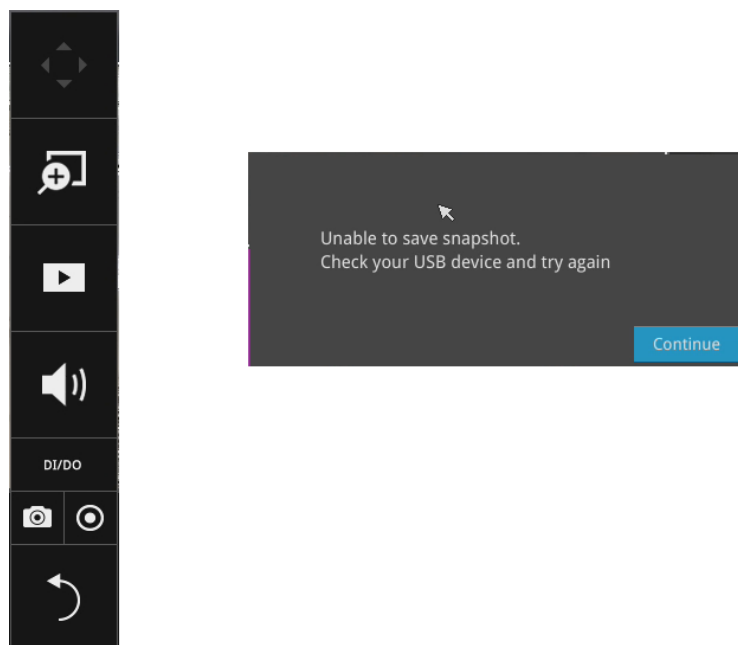 DI/DO
Unable to save snapshot.
Check your USB device and try again
Continue